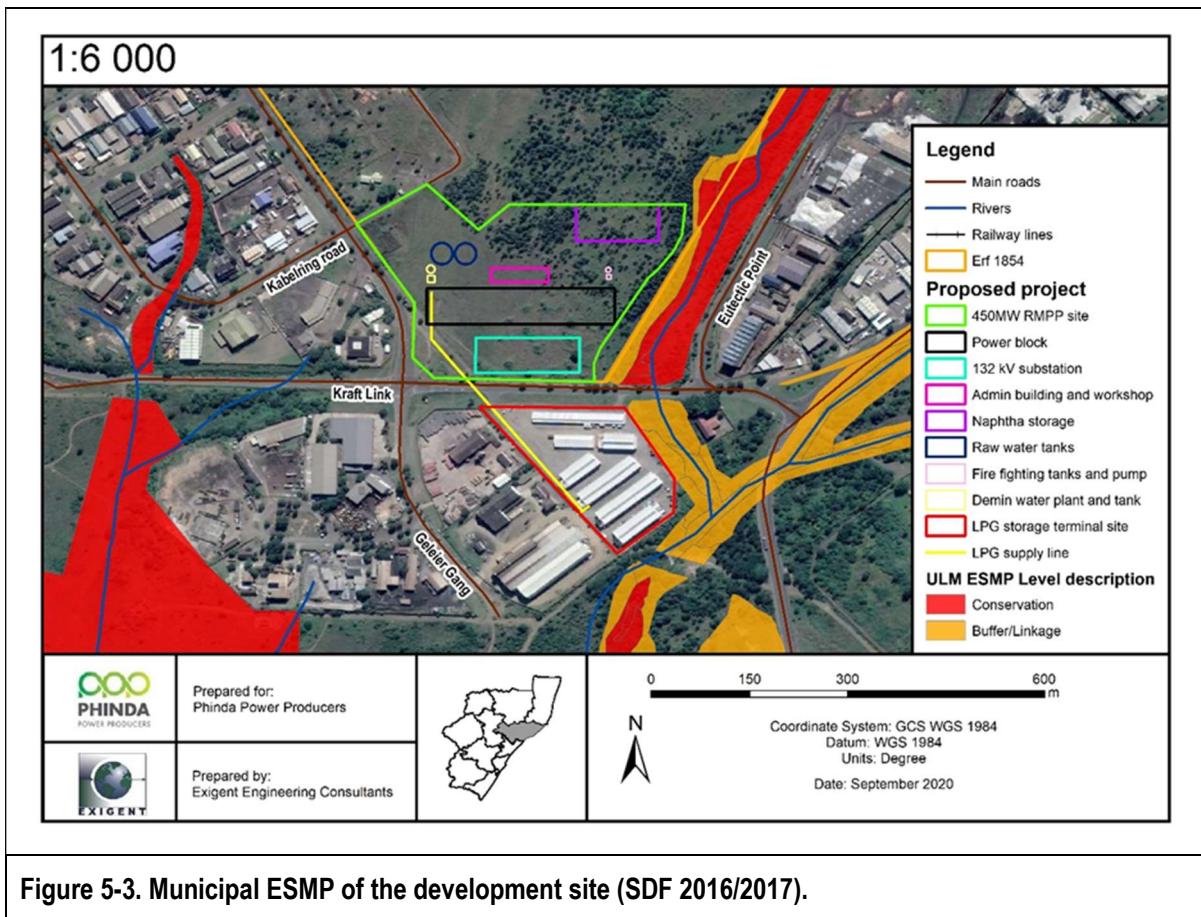 1:6 000
Kabelring road
Eutectic Point
Kraft Link
Geleier Gang
Legend
Main roads
Rivers
Railway lines
Erf 1854
Proposed project
450MW RMPP site
Power block
132 kV substation
Admin building and workshop
Naphtha storage
Raw water tanks
Fire fighting tanks and pump
Demin water plant and tank
LPG storage terminal site
LPG supply line
ULM ESMP Level description
Conservation
Buffer/Linkage
PHINDA
POWER PRODUCERS
Prepared for:
Phinda Power Producers
EXIGENT
Prepared by:
Exigent Engineering Consultants
0 150 300 600
m
N
Coordinate System: GCS WGS 1984
Datum: WGS 1984
Units: Degree
Date: September 2020
Figure 5-3. Municipal ESMP of the development site (SDF 2016/2017).